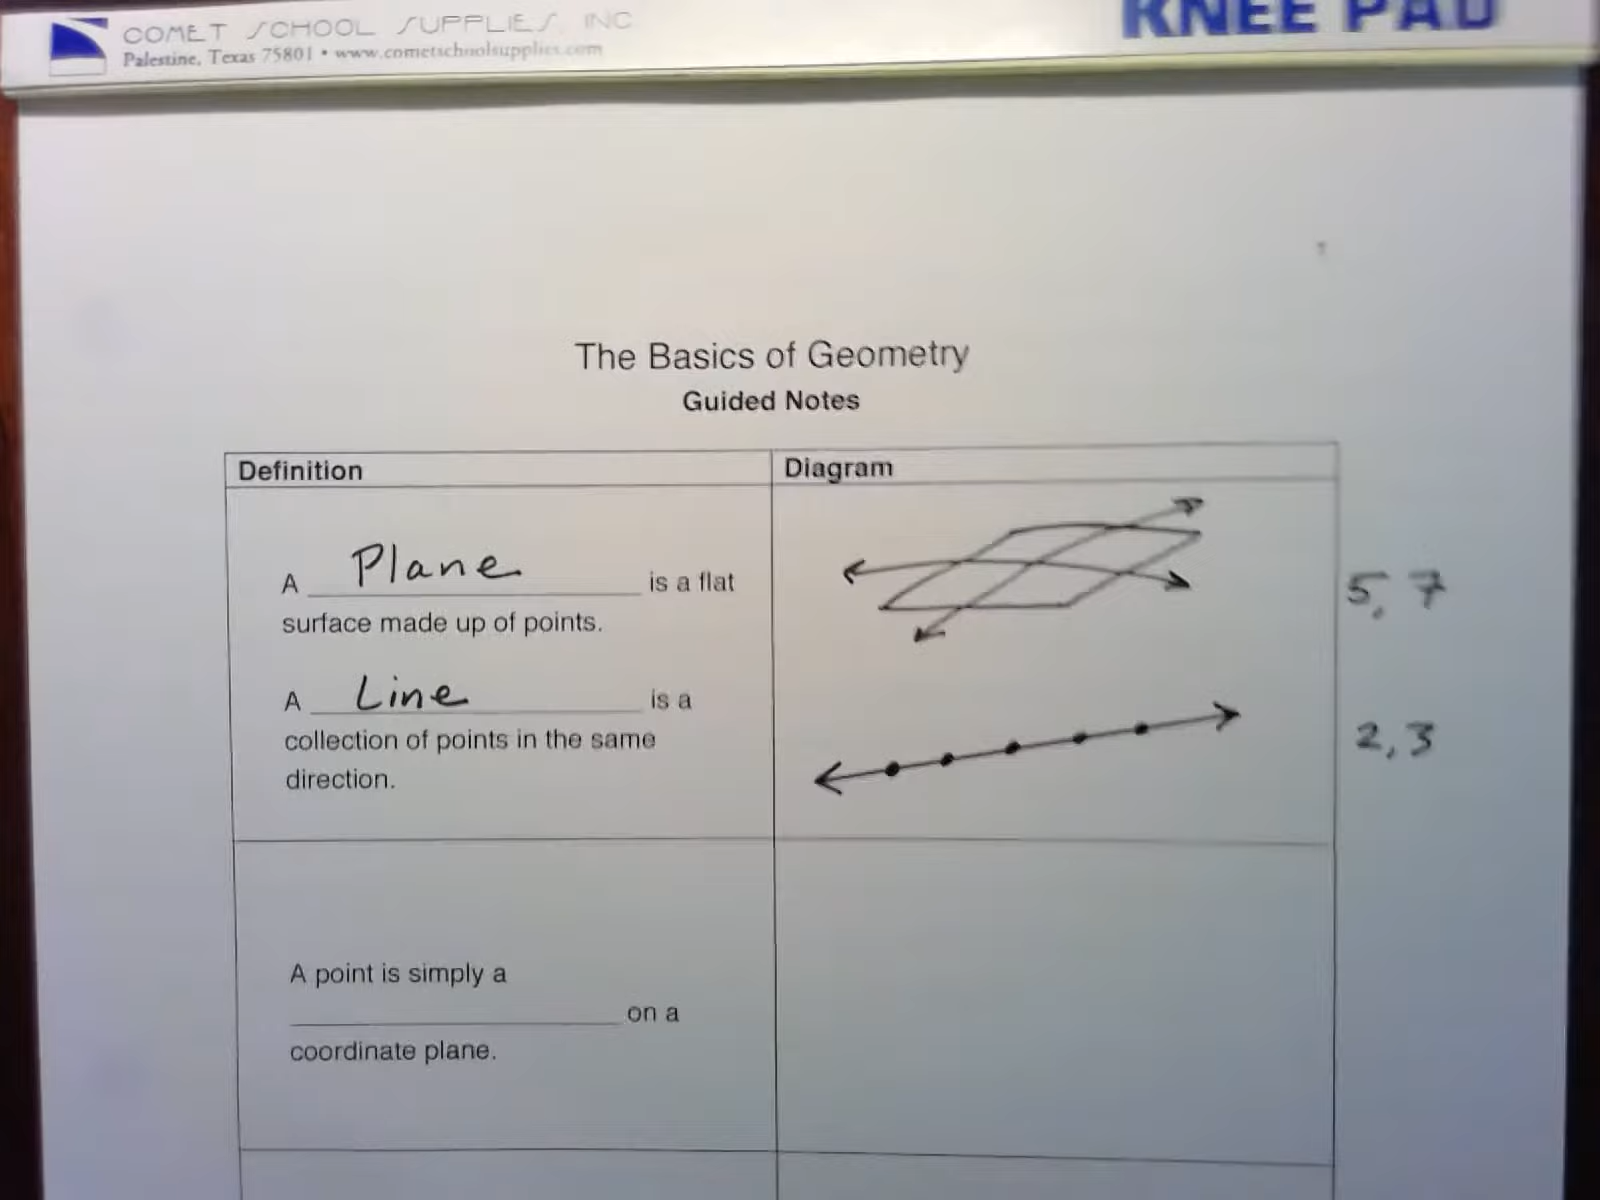 COMET SCHOOL SUPPLIES, INC
Palestine, Texas 75801 • www.cometschoolsupplies.com
KNEE PAD
The Basics of Geometry
Guided Notes
Definition
Diagram
A Plane is a flat
surface made up of points.
5, 7
A Line is a
collection of points in the same
direction.
2, 3
A point is simply a
on a
coordinate plane.